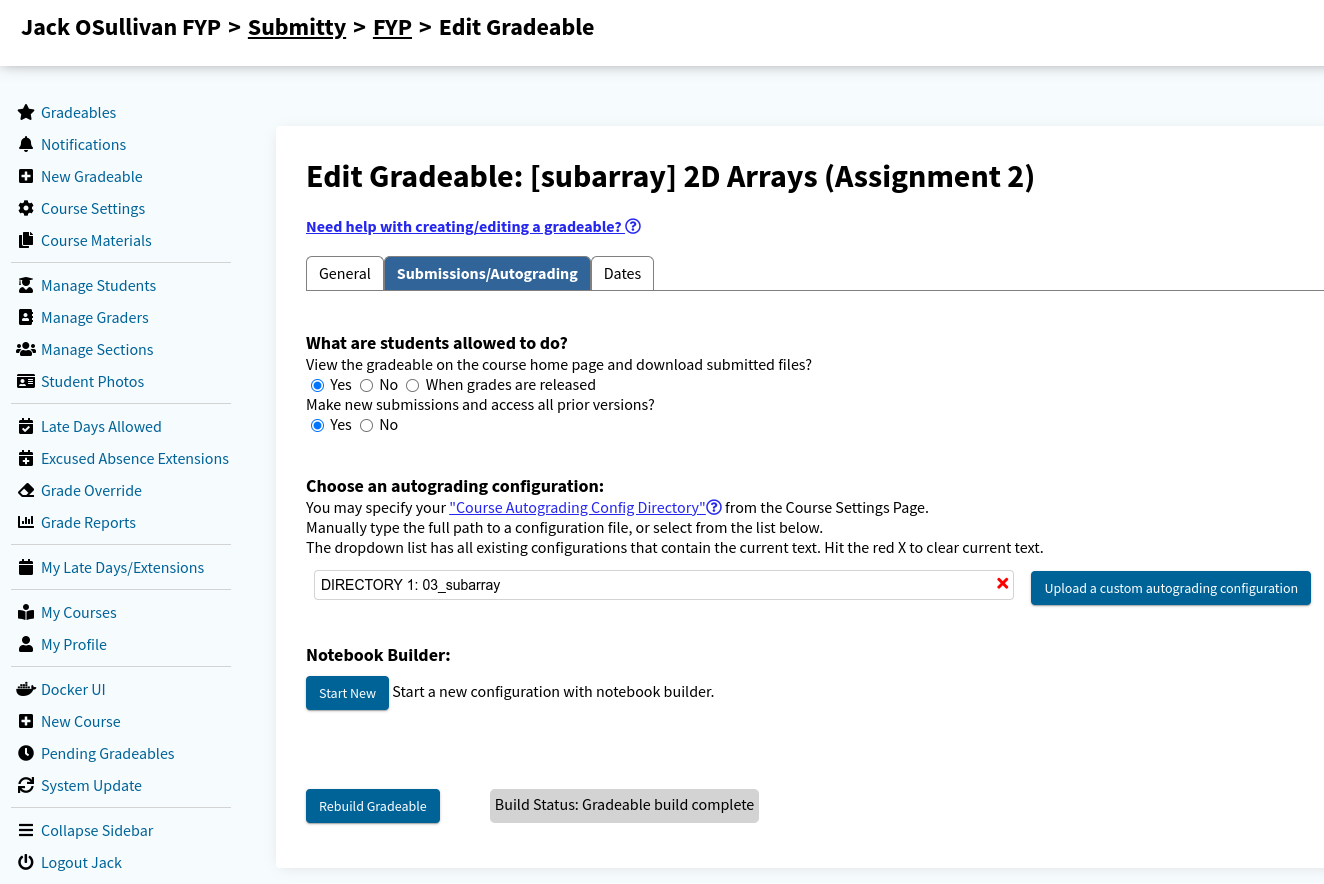 Jack OSullivan FYP > Submitty > FYP > Edit Gradeable
Gradeables
Notifications
New Gradeable
Course Settings
Course Materials
Manage Students
Manage Graders
Manage Sections
Student Photos
Late Days Allowed
Excused Absence Extensions
Grade Override
Grade Reports
My Late Days/Extensions
My Courses
My Profile
Docker UI
New Course
Pending Gradeables
System Update
Collapse Sidebar
Logout Jack
Edit Gradeable: [subarray] 2D Arrays (Assignment 2)
Need help with creating/editing a gradeable?
General Submissions/Autograding Dates
What are students allowed to do?
View the gradeable on the course home page and download submitted files?
Yes No When grades are released
Make new submissions and access all prior versions?
Yes No
Choose an autograding configuration:
You may specify your "Course Autograding Config Directory" from the Course Settings Page.
Manually type the full path to a configuration file, or select from the list below.
The dropdown list has all existing configurations that contain the current text. Hit the red X to clear current text.
DIRECTORY 1: 03_subarray Upload a custom autograding configuration
Notebook Builder:
Start New Start a new configuration with notebook builder.
Rebuild Gradeable Build Status: Gradeable build complete